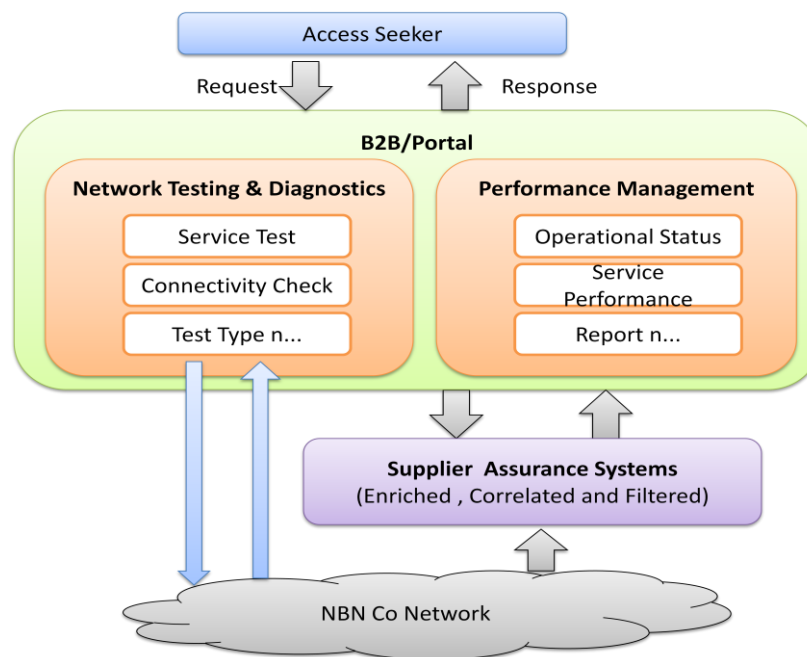 Access Seeker
Request
Response
B2B/Portal
Network Testing & Diagnostics
Service Test
Connectivity Check
Test Type n...
Performance Management
Operational Status
Service
Performance
Report n...
Supplier  Assurance Systems
(Enriched , Correlated and Filtered)
NBN Co Network